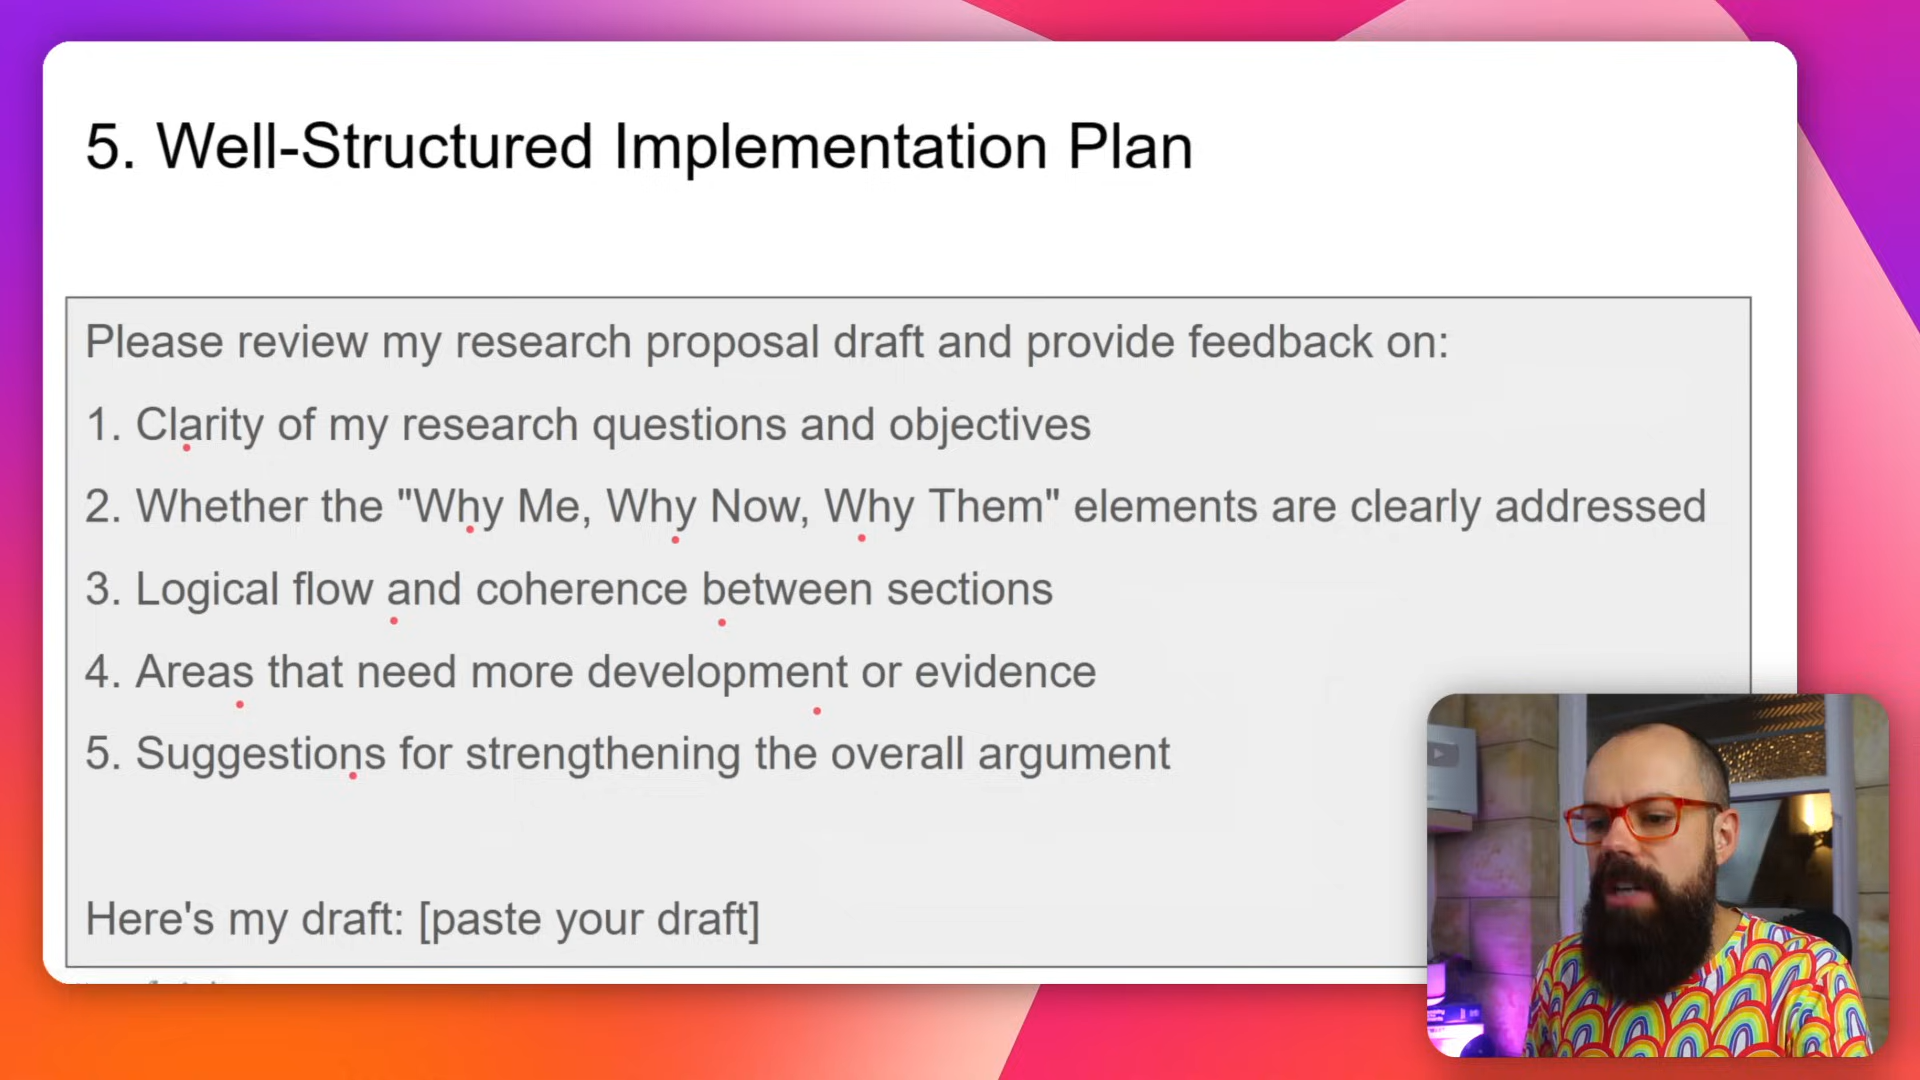 5. Well-Structured Implementation Plan
Please review my research proposal draft and provide feedback on:
1. Clarity of my research questions and objectives
2. Whether the "Why Me, Why Now, Why Them" elements are clearly addressed
3. Logical flow and coherence between sections
4. Areas that need more development or evidence
5. Suggestions for strengthening the overall argument
Here's my draft: [paste your draft]